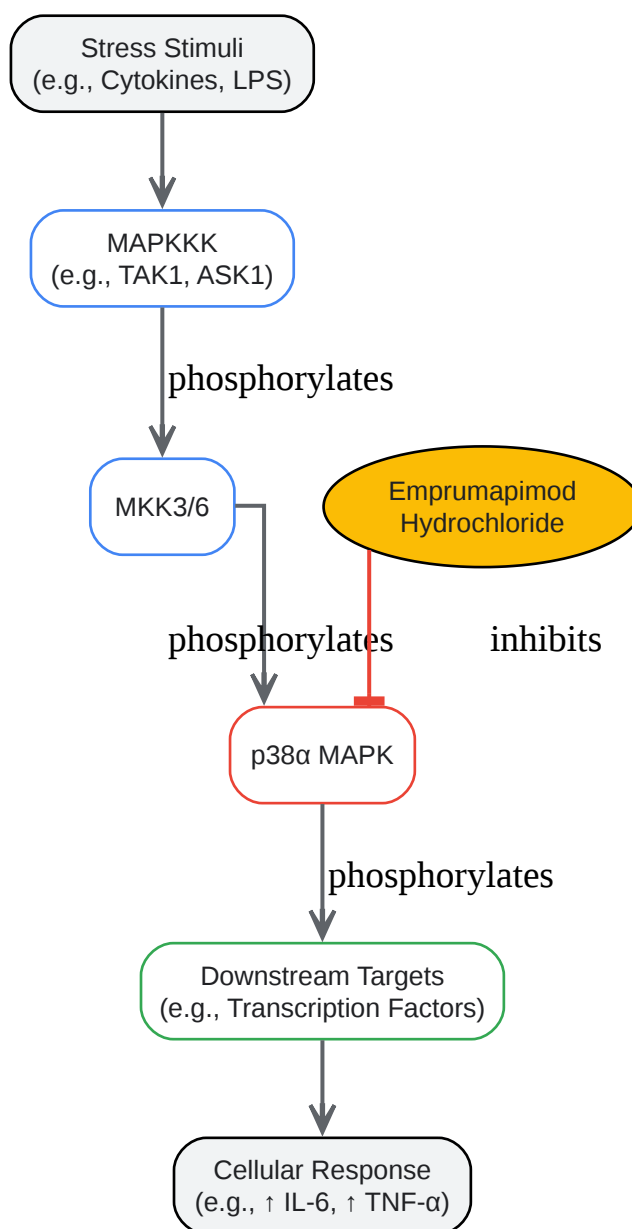 Stress Stimuli
(e.g., Cytokines, LPS)
MAPKKK
(e.g., TAK1, ASK1)
phosphorylates
MKK3/6
Emprumapimod
Hydrochloride
phosphorylates
inhibits
p38α MAPK
phosphorylates
Downstream Targets
(e.g., Transcription Factors)
Cellular Response
(e.g., ↑ IL-6, ↑ TNF-α)